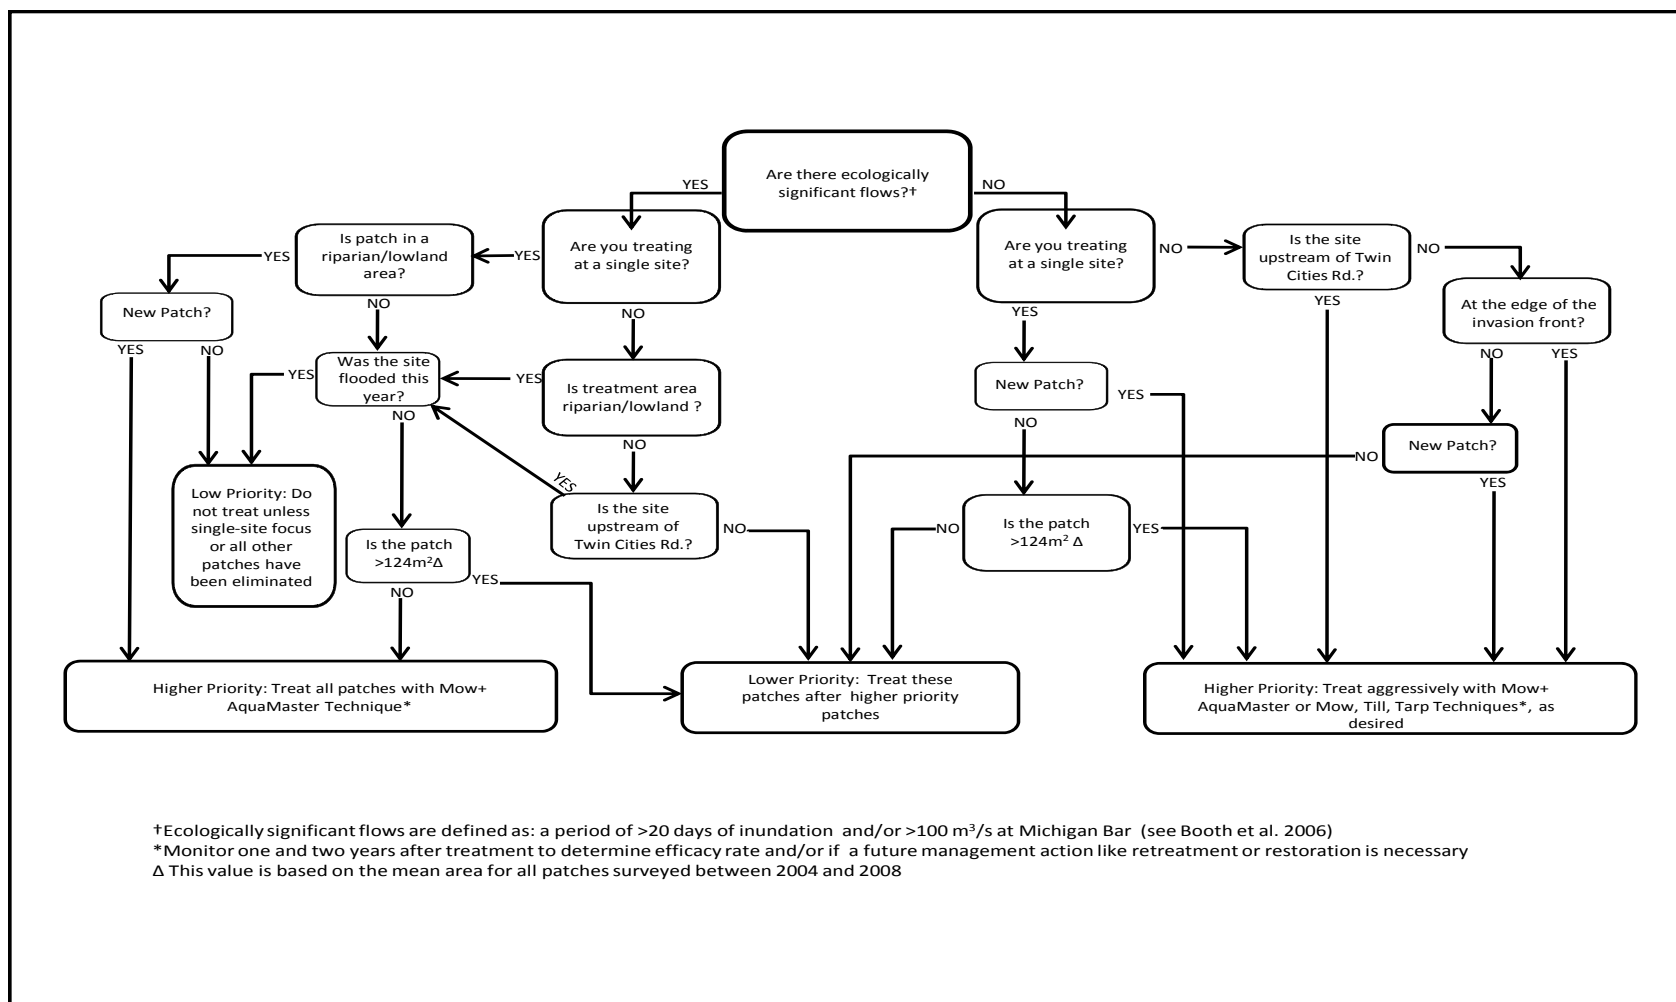 Are there ecologically
significant flows?†
YES
NO
Are you treating
at a single site?
YES
NO
Is patch in a
riparian/lowland
area?
YES
NO
New Patch?
YES
NO
Was the site
flooded this
year?
YES
NO
Is treatment area
riparian/lowland ?
YES
NO
Is the site
upstream of
Twin Cities Rd.?
YES
NO
Low Priority: Do
not treat unless
single-site focus
or all other
patches have
been eliminated
Is the patch
>124m²Δ
YES
NO
Are you treating
at a single site?
NO
YES
Is the site
upstream of Twin
Cities Rd.?
NO
YES
At the edge of the
invasion front?
NO
YES
New Patch?
YES
NO
New Patch?
NO
YES
Is the patch
>124m² Δ
NO
YES
Higher Priority: Treat all patches with Mow+
AquaMaster Technique*
Lower Priority: Treat these
patches after higher priority
patches
Higher Priority: Treat aggressively with Mow+
AquaMaster or Mow, Till, Tarp Techniques*, as
desired
†Ecologically significant flows are defined as: a period of >20 days of inundation and/or >100 m³/s at Michigan Bar (see Booth et al. 2006)
*Monitor one and two years after treatment to determine efficacy rate and/or if a future management action like retreatment or restoration is necessary
Δ This value is based on the mean area for all patches surveyed between 2004 and 2008